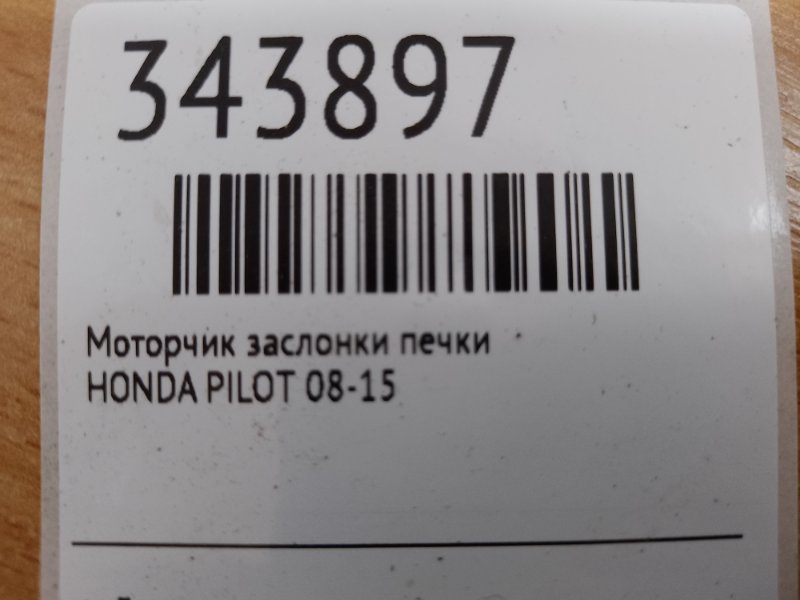 343897
Моторчик заслонки печки
HONDA PILOT 08-15